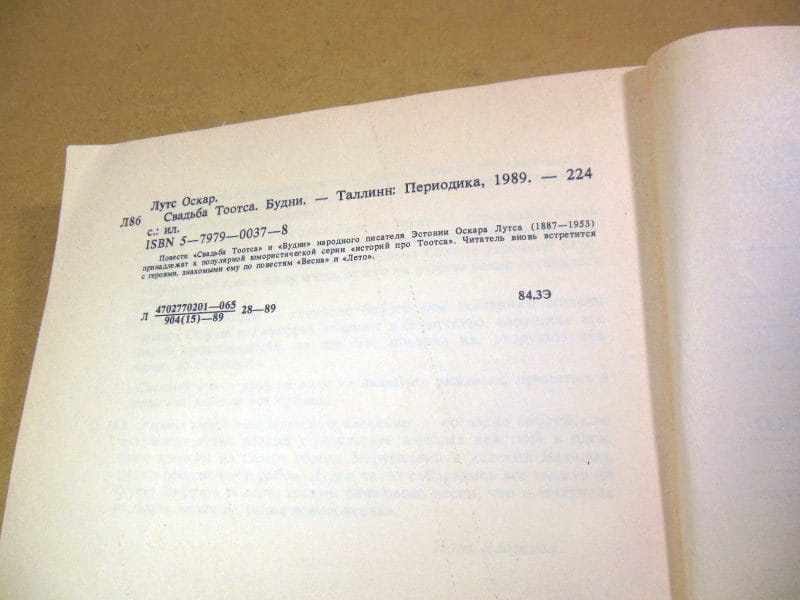 Лутс Оскар.
Л86 Свадьба Тоотса. Будни. — Таллинн: Периодика, 1989. — 224
с.: ил.
ISBN 5—7979—0037—8
Повести «Свадьба Тоотса» и «Будни» народного писателя Эстонии Оскара Лутса (1887—1953)
принадлежат к популярной юмористической серии «историй про Тоотса». Читатель вновь встретится
с героями, знакомыми ему по повестям «Весна» и «Лето».
Л 4702770201—065 28—89 84.3Э
904(15)—89